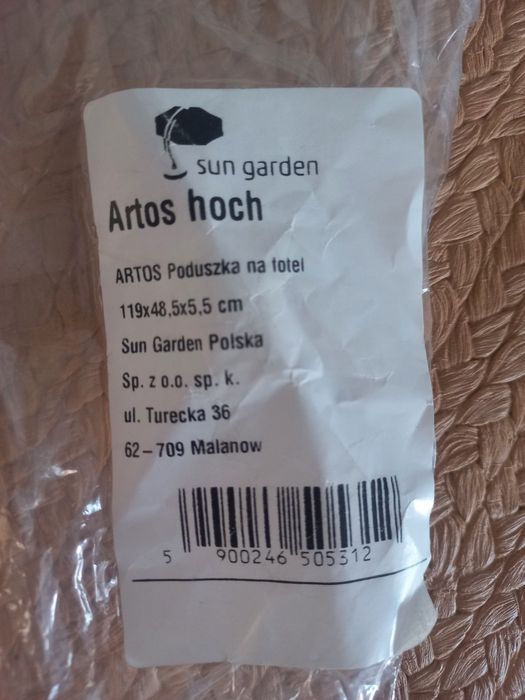 sun garden
Artos hoch
ARTOS Poduszka na fotel
119x48,5x5,5 cm
Sun Garden Polska
Sp. z o.o. sp. k.
ul. Turecka 36
62-709 Malanow
5 900246 505312